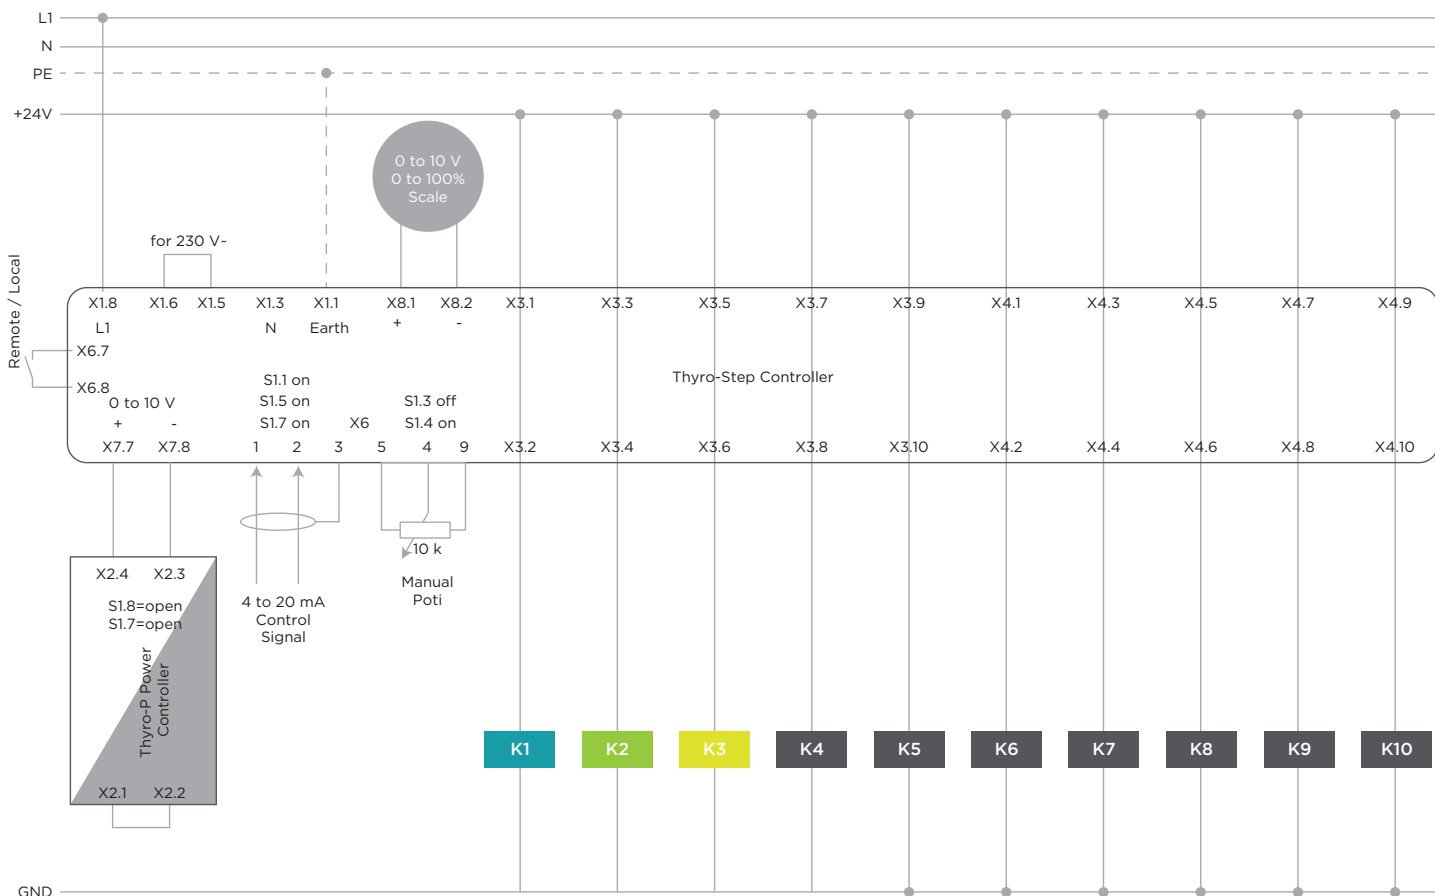 L1
N
PE
+24V
0 to 10 V
0 to 100%
Scale
for 230 V~
Remote / Local
X1.8 X1.6 X1.5 X1.3 X1.1 X8.1 X8.2 X3.1 X3.3 X3.5 X3.7 X3.9 X4.1 X4.3 X4.5 X4.7 X4.9
L1 N Earth + -
X6.7
X6.8
Thyro-Step Controller
0 to 10 V
+ -
S1.1 on
S1.5 on
S1.7 on
X6
S1.3 off
S1.4 on
X7.7 X7.8 1 2 3 5 4 9 X3.2 X3.4 X3.6 X3.8 X3.10 X4.2 X4.4 X4.6 X4.8 X4.10
10 k
Manual
Poti
4 to 20 mA
Control
Signal
X2.4 X2.3
S1.8=open
S1.7=open
Thyro-P Power
Controller
X2.1 X2.2
K1 K2 K3 K4 K5 K6 K7 K8 K9 K10
GND